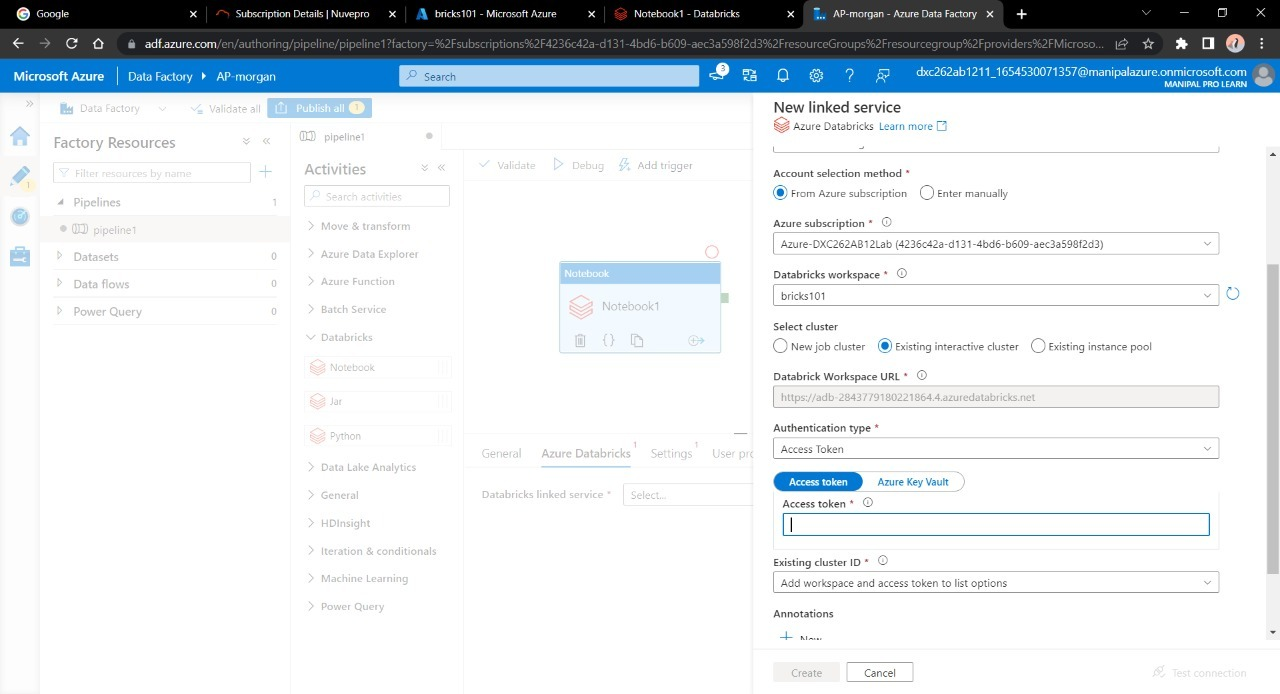 Google
Subscription Details | Nuvepro
bricks101 - Microsoft Azure
Notebook1 - Databricks
AP-morgan - Azure Data Factory
adf.azure.com/en/authoring/pipeline/pipeline1?factory=%2Fsubscriptions%2F4236c42a-d131-4bd6-b609-aec3a598f2d3%2FresourceGroups%2Fresourcegroup%2Fproviders%2FMicroso...
Microsoft Azure
Data Factory
AP-morgan
Search
3
dxc262ab1211_1654530071357@manipalazure.onmicrosoft.com
MANIPAL PRO LEARN
Data Factory
Validate all
Publish all 1
1
Factory Resources
Filter resources by name
Pipelines 1
pipeline1
Datasets 0
Data flows 0
Power Query 0
pipeline1
Activities
Search activities
Move & transform
Azure Data Explorer
Azure Function
Batch Service
Databricks
Notebook
Jar
Python
Data Lake Analytics
General
HDInsight
Iteration & conditionals
Machine Learning
Power Query
Validate
Debug
Add trigger
Notebook
Notebook1
General
Azure Databricks 1
Settings 1
User pro
Databricks linked service *
Select...
New linked service
Azure Databricks Learn more
Account selection method *
From Azure subscription
Enter manually
Azure subscription *
Azure-DXC262AB12Lab (4236c42a-d131-4bd6-b609-aec3a598f2d3)
Databricks workspace *
bricks101
Select cluster
New job cluster
Existing interactive cluster
Existing instance pool
Databrick Workspace URL *
https://adb-2843779180221864.4.azuredatabricks.net
Authentication type *
Access Token
Access token
Azure Key Vault
Access token *
Existing cluster ID *
Add workspace and access token to list options
Annotations
New
Create
Cancel
Test connection